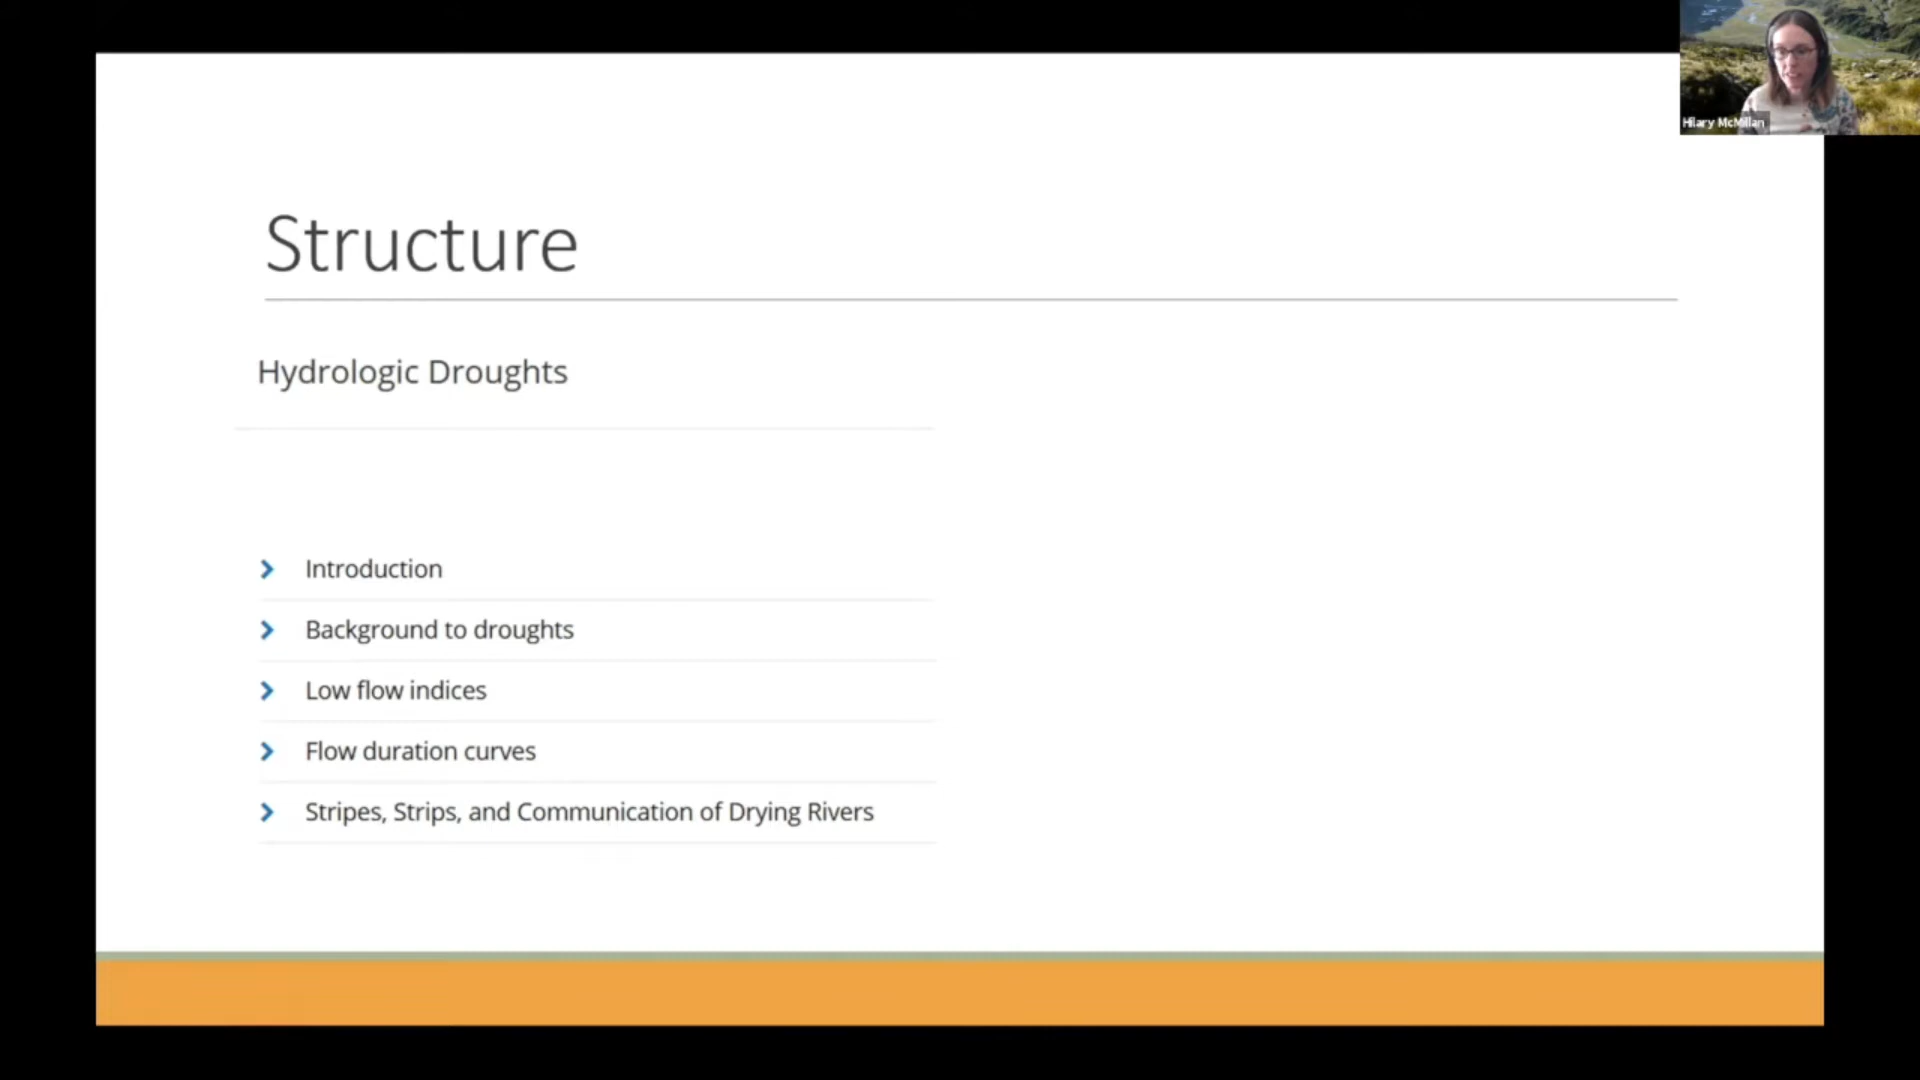 Hilary McMillan
Structure
Hydrologic Droughts
Introduction
Background to droughts
Low flow indices
Flow duration curves
Stripes, Strips, and Communication of Drying Rivers